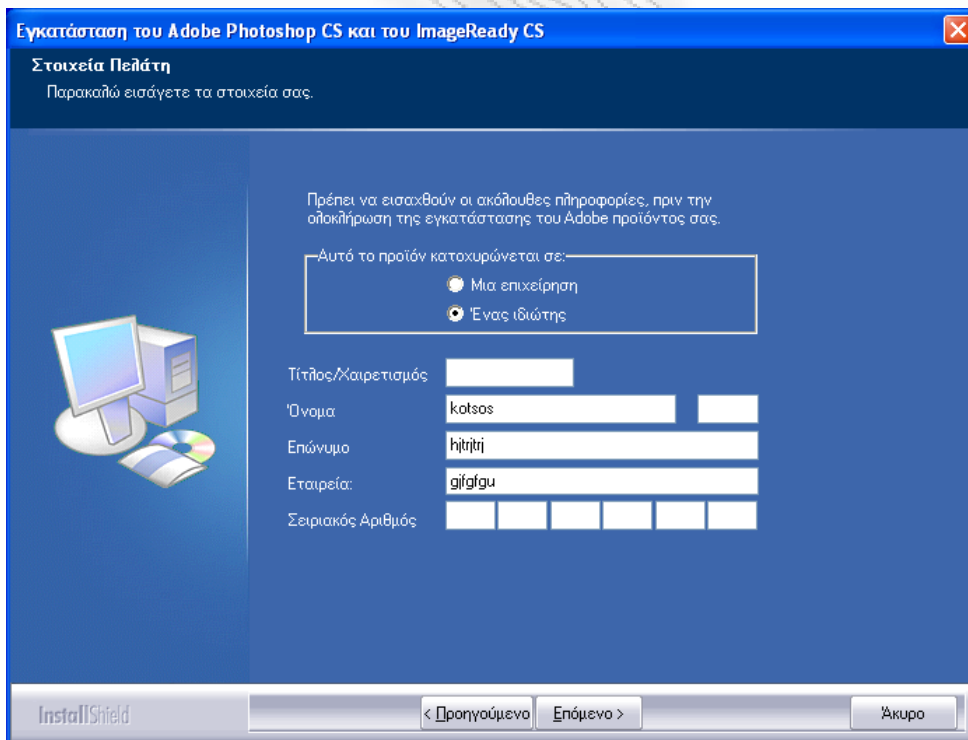 Εγκατάσταση του Adobe Photoshop CS και του ImageReady CS
Στοιχεία Πελάτη
Παρακαλώ εισάγετε τα στοιχεία σας.
Πρέπει να εισαχθούν οι ακόλουθες πληροφορίες, πριν την
ολοκλήρωση της εγκατάστασης του Adobe προϊόντος σας.
Αυτό το προϊόν κατοχυρώνεται σε:
Μια επιχείρηση
Ένας ιδιώτης
Τίτλος/Χαιρετισμός
Όνομα kotsos
Επώνυμο hjtrjtrj
Εταιρεία: gjfgfgu
Σειριακός Αριθμός
InstallShield < Προηγούμενο Επόμενο > Άκυρο